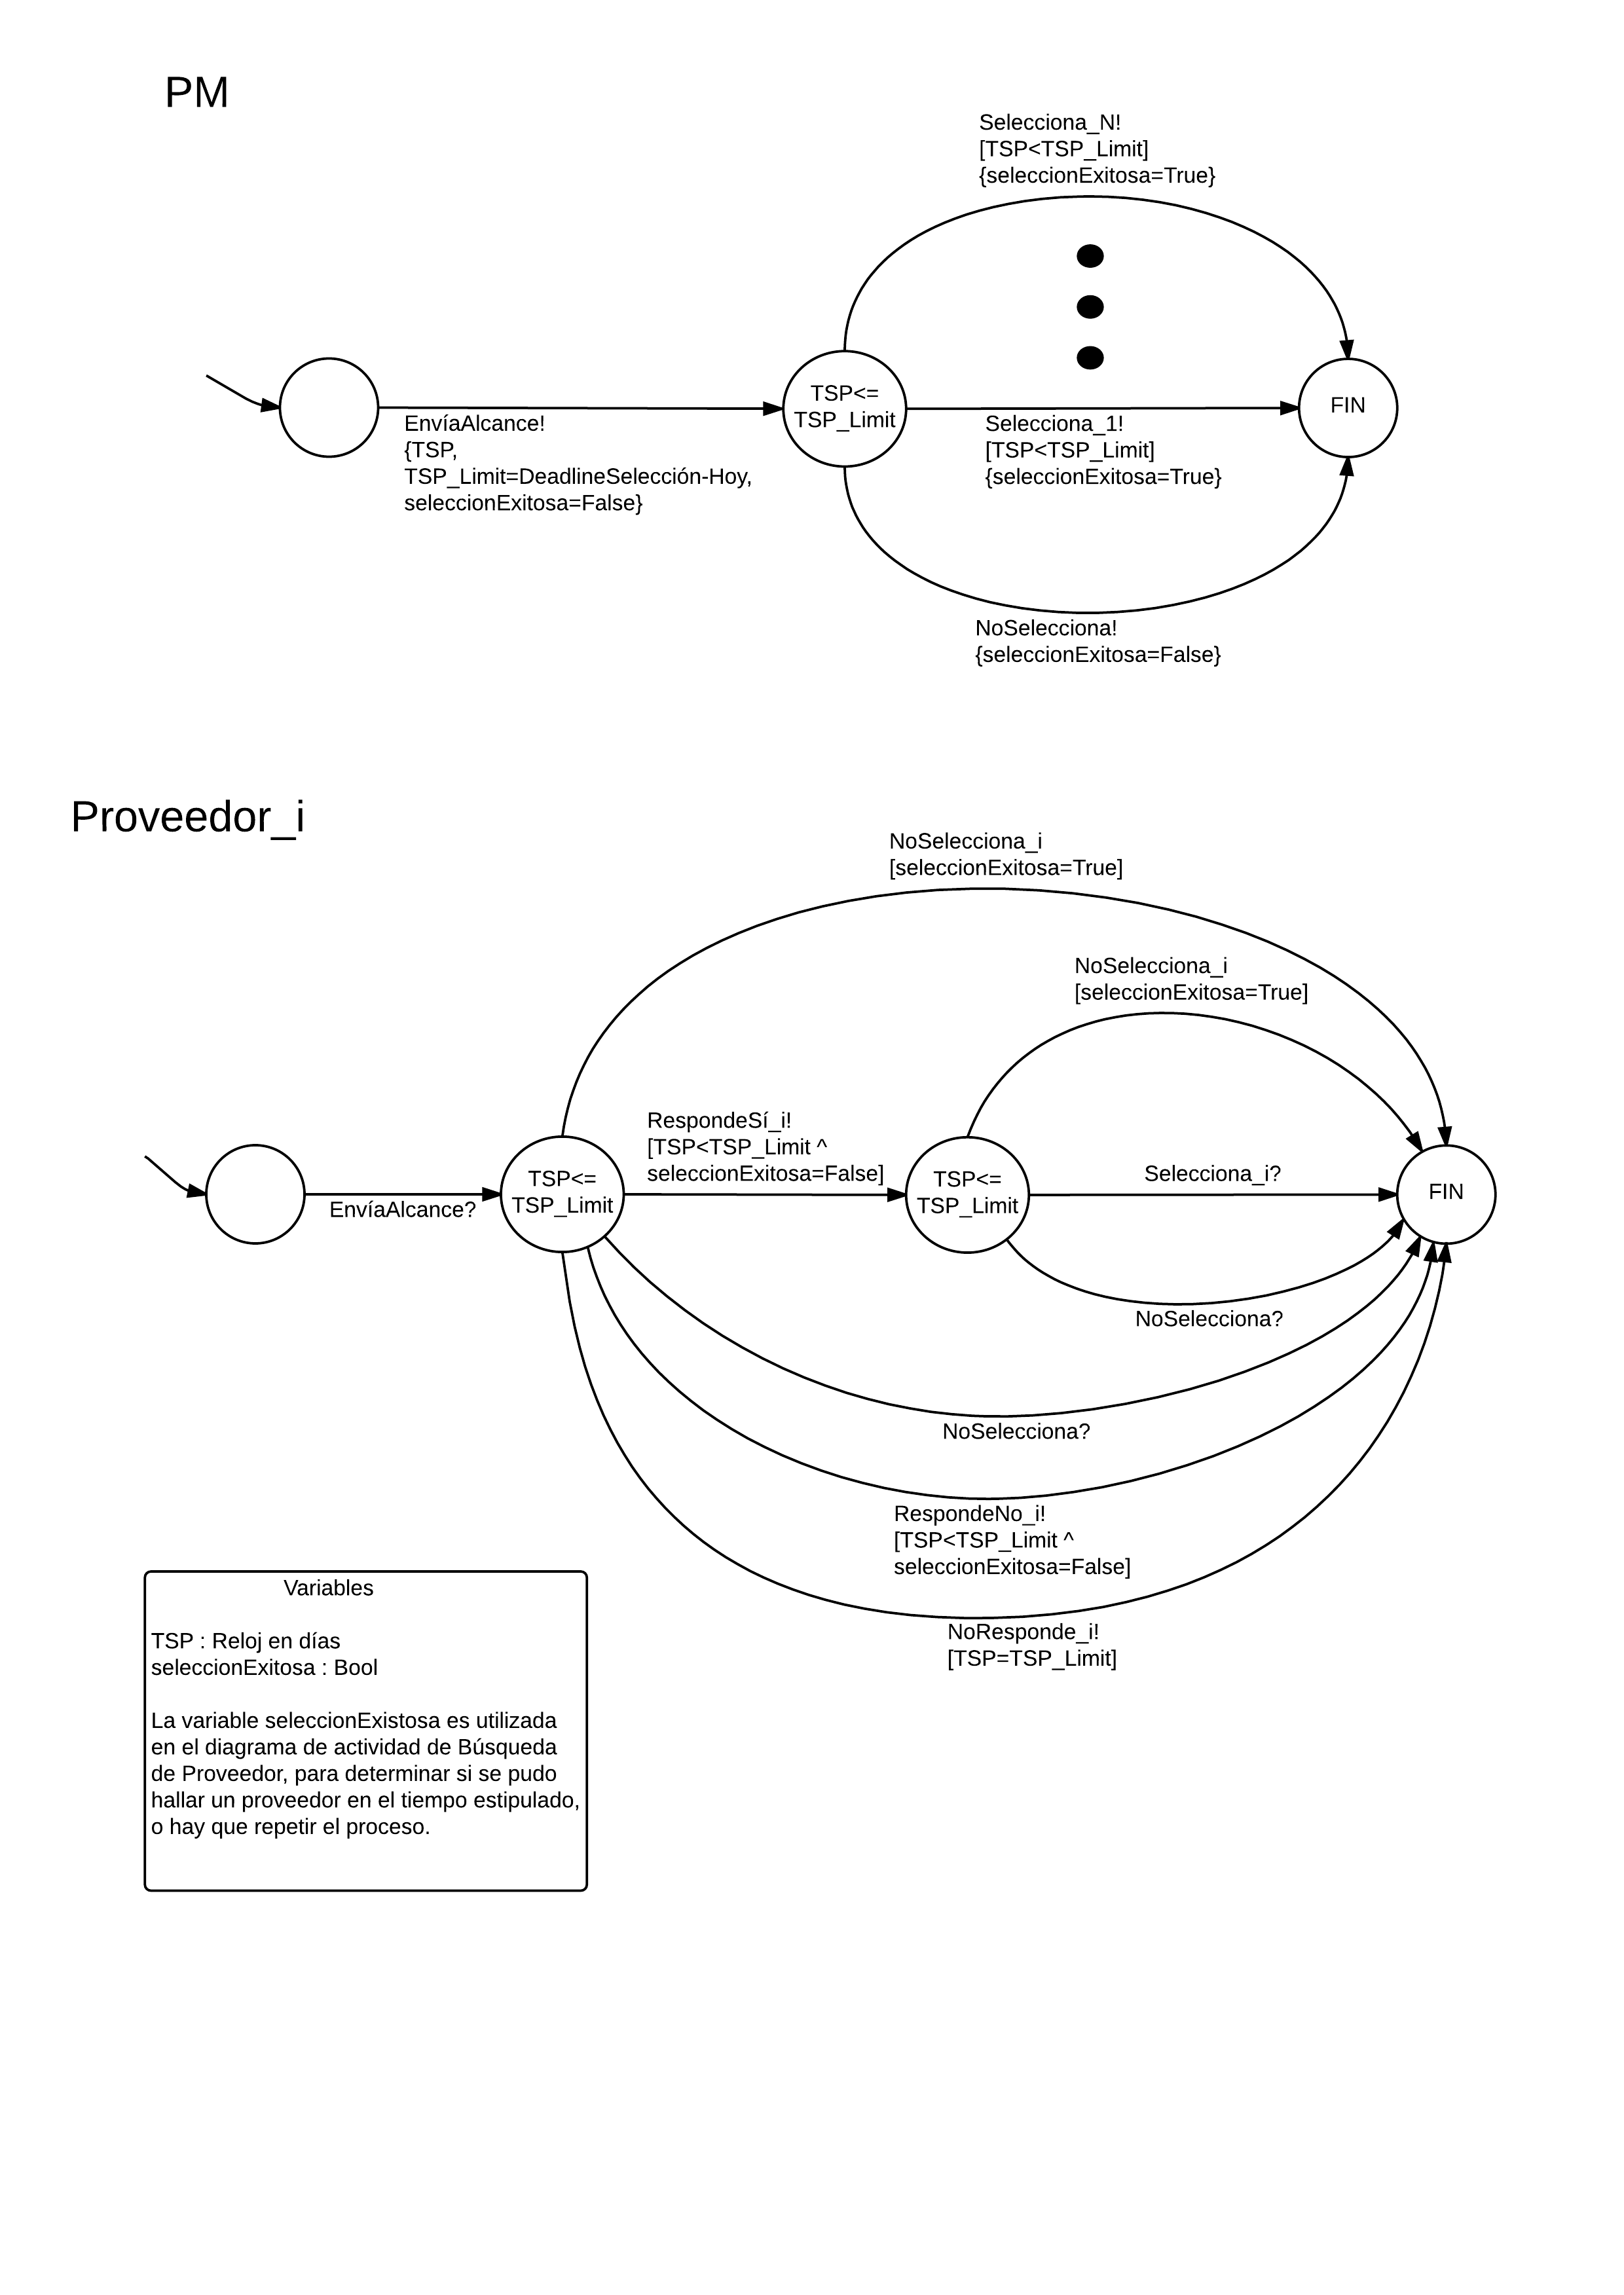 PM
Selecciona_N!
[TSP<TSP_Limit]
{seleccionExitosa=True}
TSP<=
TSP_Limit
FIN
EnvíaAlcance!
{TSP,
TSP_Limit=DeadlineSelección-Hoy,
seleccionExitosa=False}
Selecciona_1!
[TSP<TSP_Limit]
{seleccionExitosa=True}
NoSelecciona!
{seleccionExitosa=False}
Proveedor_i
NoSelecciona_i
[seleccionExitosa=True]
NoSelecciona_i
[seleccionExitosa=True]
RespondeSí_i!
[TSP<TSP_Limit ^
seleccionExitosa=False]
EnvíaAlcance?
TSP<=
TSP_Limit
TSP<=
TSP_Limit
Selecciona_i?
FIN
NoSelecciona?
NoSelecciona?
RespondeNo_i!
[TSP<TSP_Limit ^
seleccionExitosa=False]
NoResponde_i!
[TSP=TSP_Limit]
Variables
TSP : Reloj en días
seleccionExitosa : Bool
La variable seleccionExistosa es utilizada
en el diagrama de actividad de Búsqueda
de Proveedor, para determinar si se pudo
hallar un proveedor en el tiempo estipulado,
o hay que repetir el proceso.